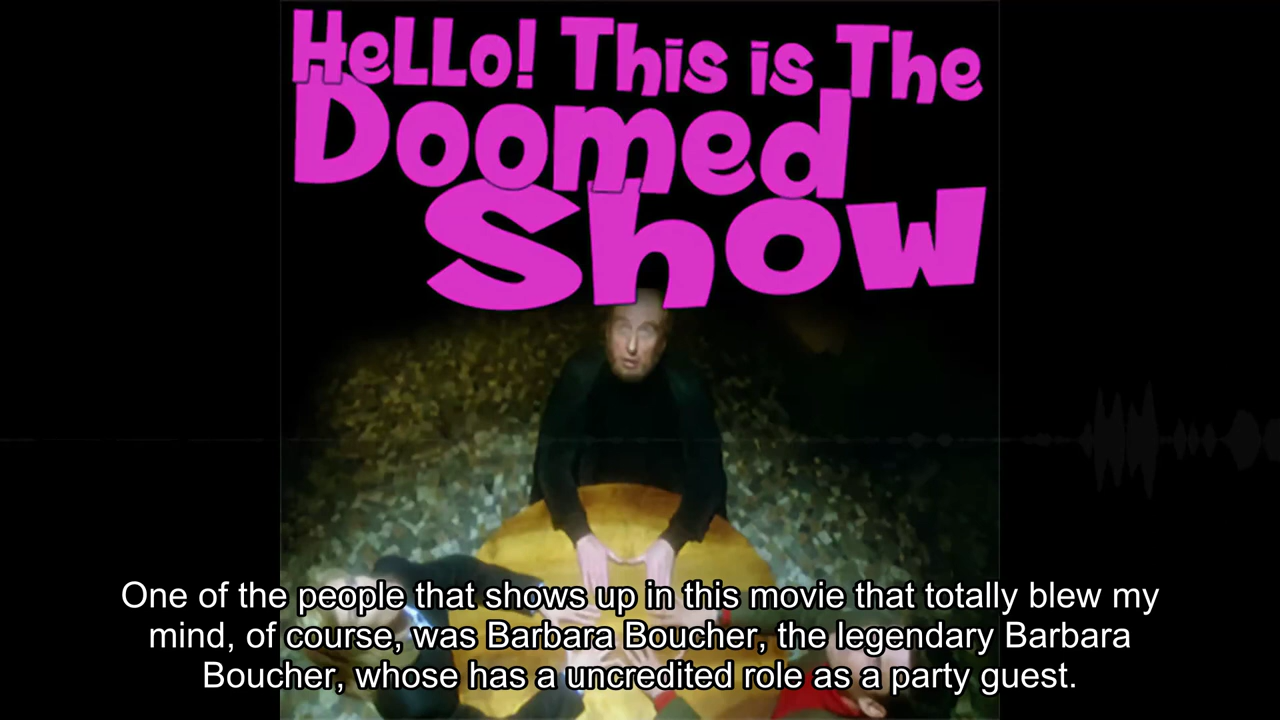 HeLLo! This is The
Doomed
Show
One of the people that shows up in this movie that totally blew my
mind, of course, was Barbara Boucher, the legendary Barbara
Boucher, whose has a uncredited role as a party guest.